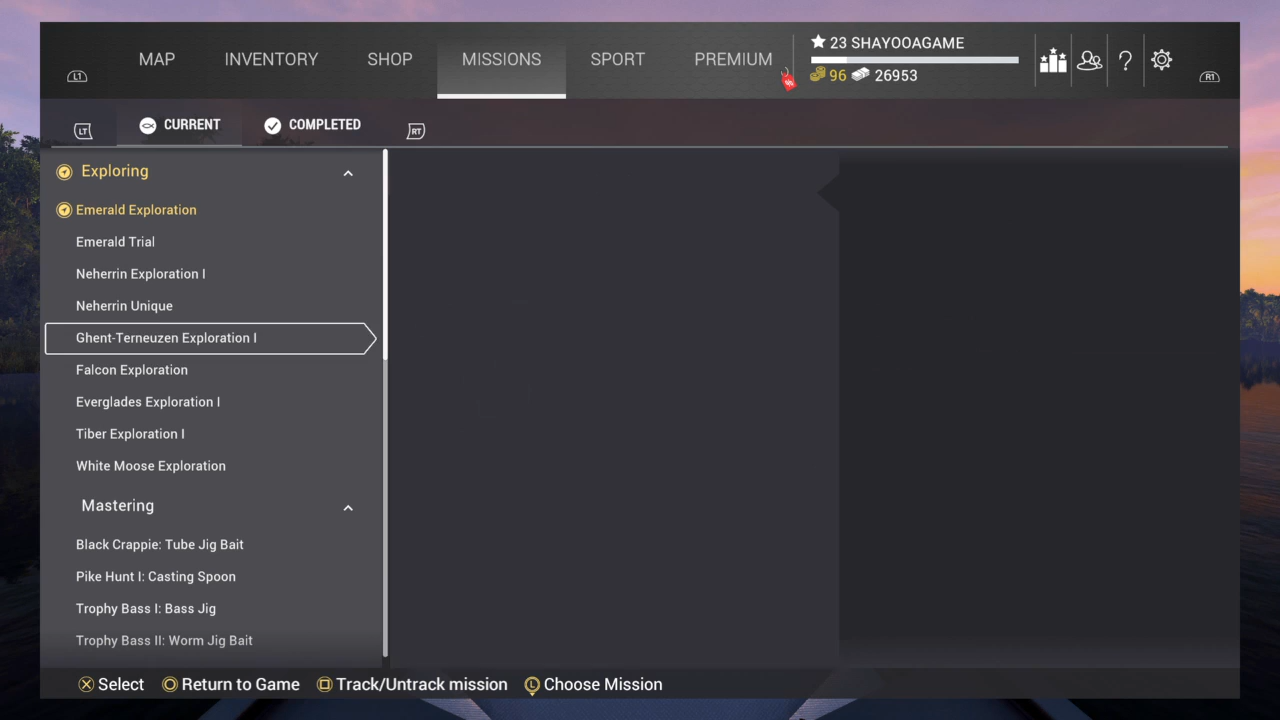 MAP INVENTORY SHOP MISSIONS SPORT PREMIUM
23 SHAYOOAGAME
96 26953
L1
R1
LT CURRENT COMPLETED RT
Exploring
Emerald Exploration
Emerald Trial
Neherrin Exploration I
Neherrin Unique
Ghent-Terneuzen Exploration I
Falcon Exploration
Everglades Exploration I
Tiber Exploration I
White Moose Exploration
Mastering
Black Crappie: Tube Jig Bait
Pike Hunt I: Casting Spoon
Trophy Bass I: Bass Jig
Trophy Bass II: Worm Jig Bait
Select Return to Game Track/Untrack mission L Choose Mission